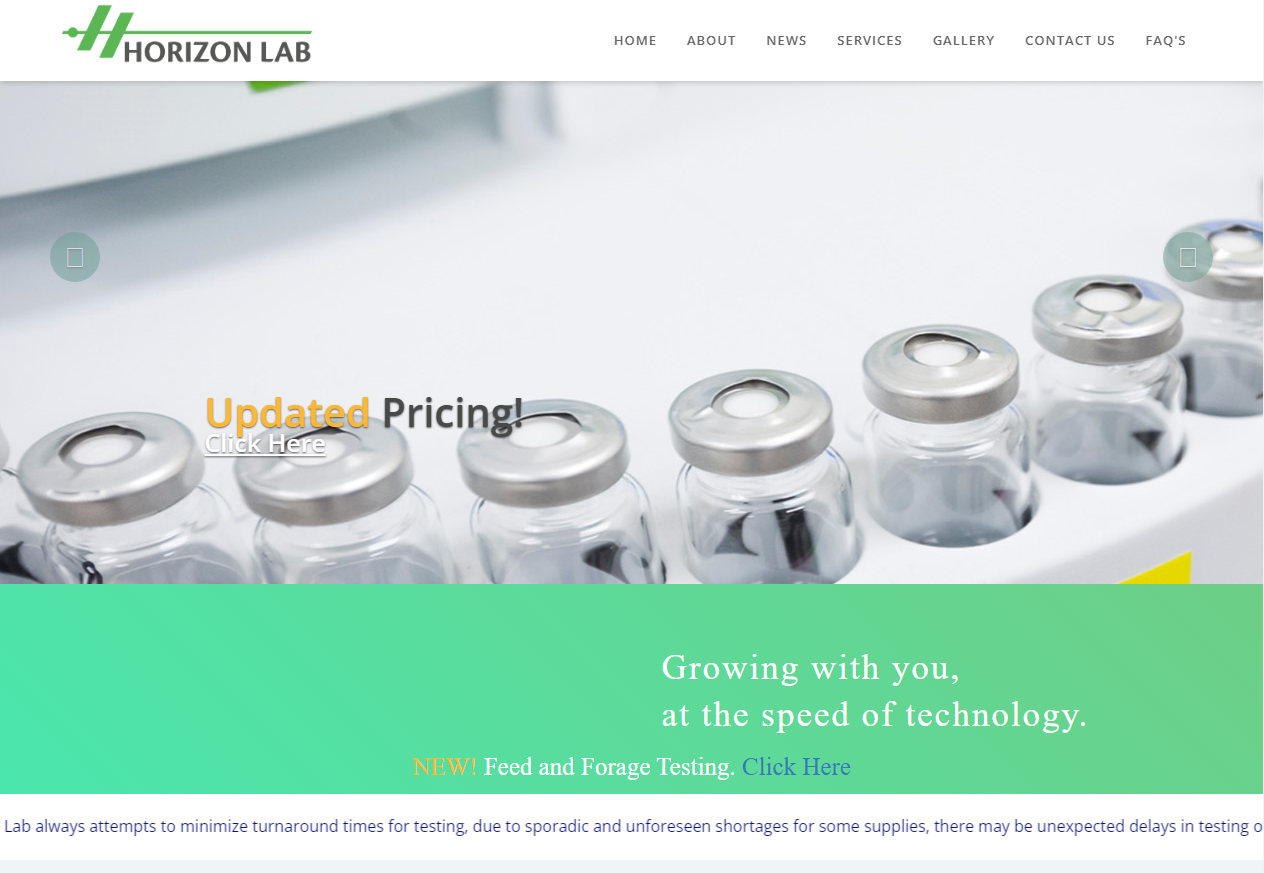 HORIZON LAB
HOME ABOUT NEWS SERVICES GALLERY CONTACT US FAQ'S
Updated Pricing!
Click Here
Growing with you,
at the speed of technology.
NEW! Feed and Forage Testing. Click Here
Lab always attempts to minimize turnaround times for testing, due to sporadic and unforeseen shortages for some supplies, there may be unexpected delays in testing o